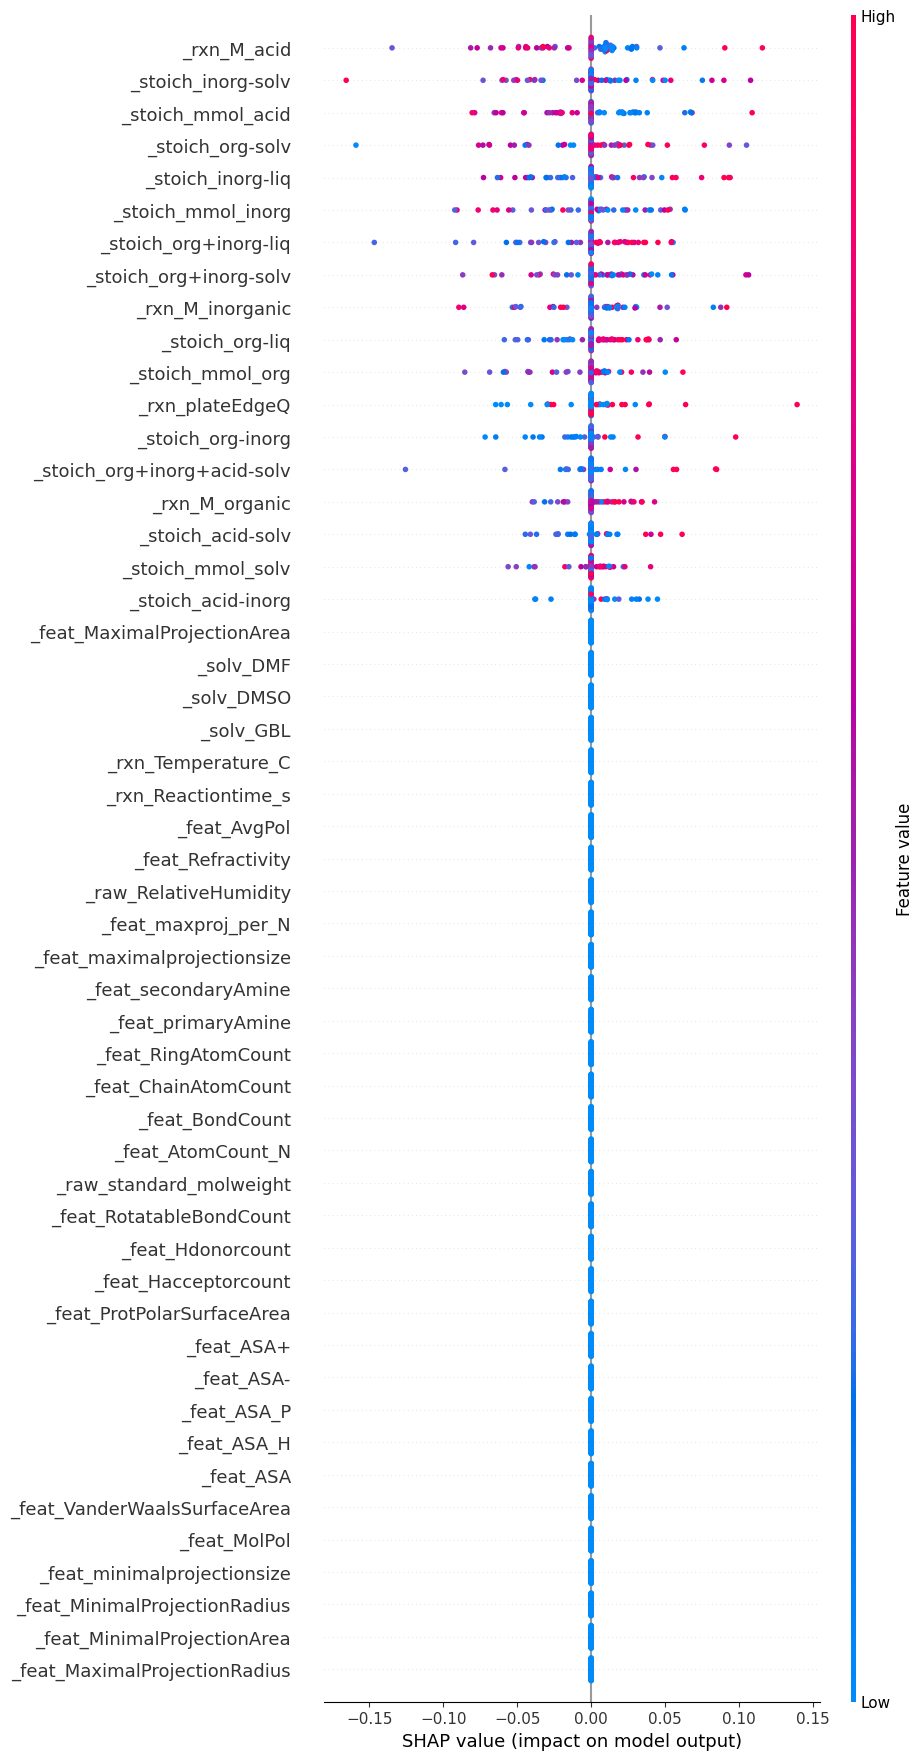 High
_rxn_M_acid
_stoich_inorg-solv
_stoich_mmol_acid
_stoich_org-solv
_stoich_inorg-liq
_stoich_mmol_inorg
_stoich_org+inorg-liq
_stoich_org+inorg-solv
_rxn_M_inorganic
_stoich_org-liq
_stoich_mmol_org
_rxn_plateEdgeQ
_stoich_org-inorg
_stoich_org+inorg+acid-solv
_rxn_M_organic
_stoich_acid-solv
_stoich_mmol_solv
_stoich_acid-inorg
_feat_MaximalProjectionArea
_solv_DMF
_solv_DMSO
_solv_GBL
_rxn_Temperature_C
_rxn_Reactiontime_s
_feat_AvgPol
_feat_Refractivity
_raw_RelativeHumidity
_feat_maxproj_per_N
_feat_maximalprojectionsize
_feat_secondaryAmine
_feat_primaryAmine
_feat_RingAtomCount
_feat_ChainAtomCount
_feat_BondCount
_feat_AtomCount_N
_raw_standard_molweight
_feat_RotatableBondCount
_feat_Hdonorcount
_feat_Hacceptorcount
_feat_ProtPolarSurfaceArea
_feat_ASA+
_feat_ASA-
_feat_ASA_P
_feat_ASA_H
_feat_ASA
_feat_VanderWaalsSurfaceArea
_feat_MolPol
_feat_minimalprojectionsize
_feat_MinimalProjectionRadius
_feat_MinimalProjectionArea
_feat_MaximalProjectionRadius
Feature value
Low
−0.15 −0.10 −0.05 0.00 0.05 0.10 0.15
SHAP value (impact on model output)